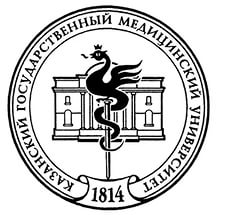 КАЗАНСКИЙ ГОСУДАРСТВЕННЫЙ МЕДИЦИНСКИЙ УНИВЕРСИТЕТ
1814